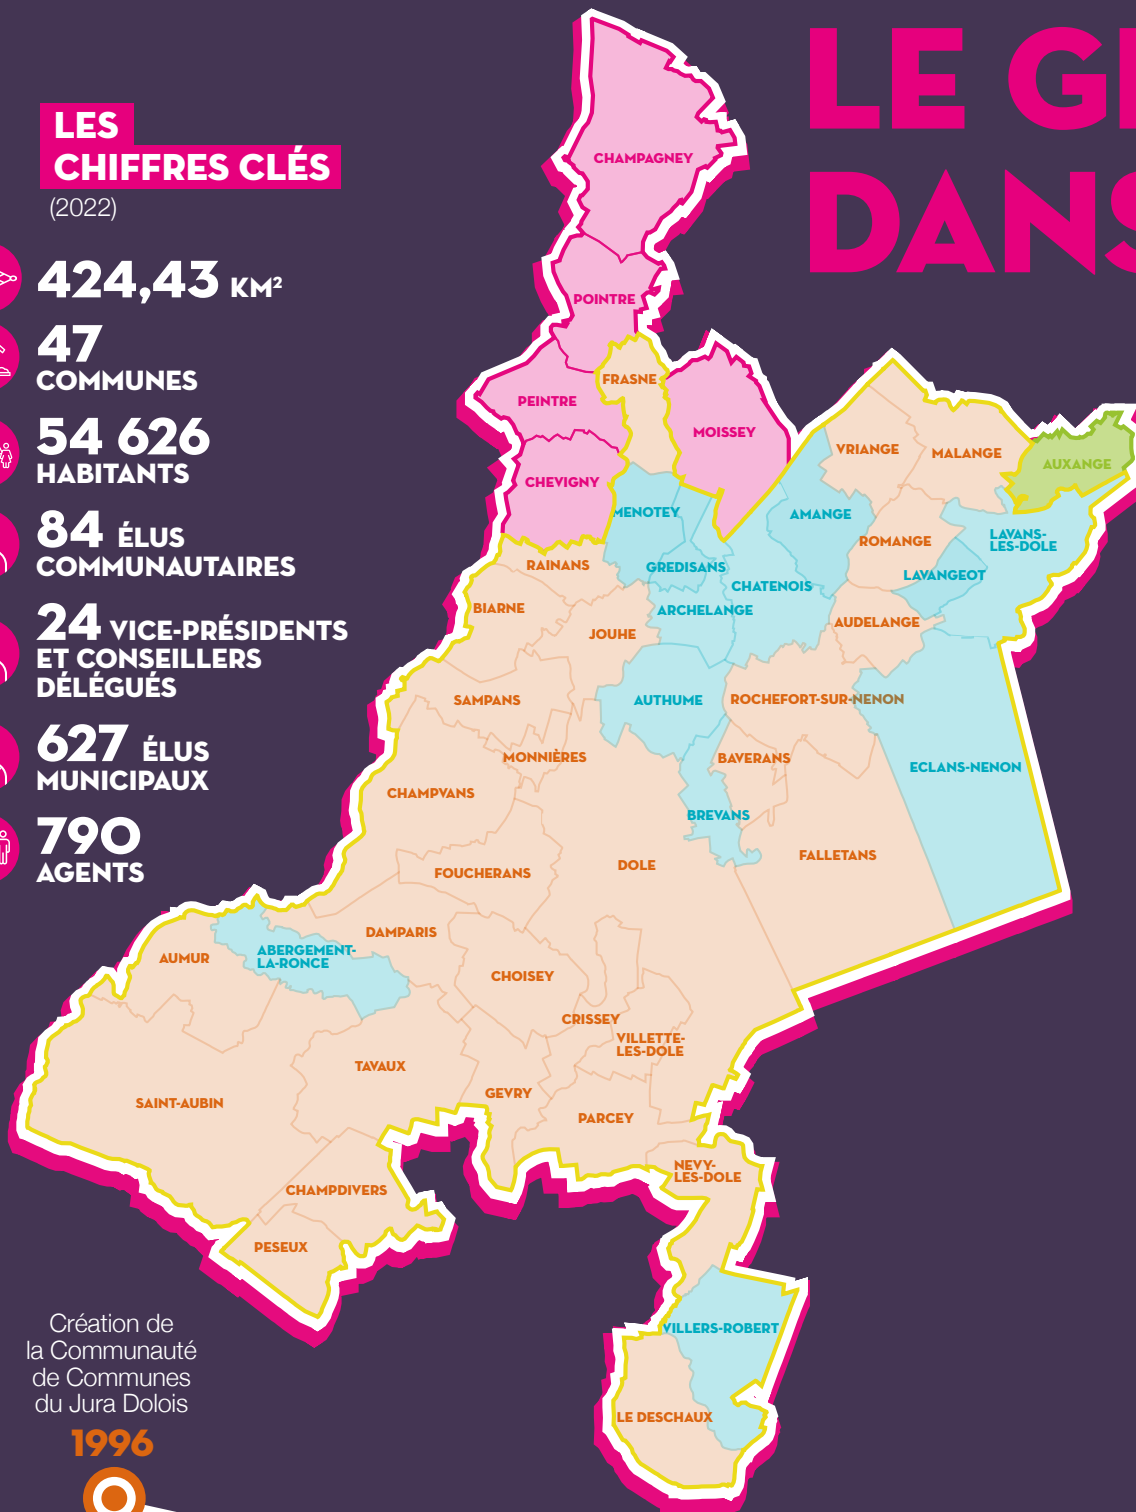 LE G
DANS
LES
CHIFFRES CLÉS
(2022)
424,43 KM²
47
COMMUNES
54 626
HABITANTS
84 ÉLUS
COMMUNAUTAIRES
24 VICE-PRÉSIDENTS
ET CONSEILLERS
DÉLÉGUÉS
627 ÉLUS
MUNICIPAUX
790
AGENTS
CHAMPAGNEY
POINTRE
FRASNE
PEINTRE
MOISSEY
CHEVIGNY
VRIANGE
MALANGE
AUXANGE
MENOTEY
AMANGE
ROMANGE
LAVANS-
LES-DOLE
RAINANS
GREDISANS
CHATENOIS
LAVANGEOT
BIARNE
ARCHELANGE
JOUHE
AUDELANGE
SAMPANS
AUTHUME
ROCHEFORT-SUR-NENON
MONNIÈRES
BAVERANS
ECLANS-NENON
CHAMPVANS
BREVANS
FOUCHERANS
DOLE
FALLETANS
DAMPARIS
AUMUR
ABERGEMENT-
LA-RONCE
CHOISEY
CRISSEY
VILLETTE-
LES-DOLE
TAVAUX
SAINT-AUBIN
GEVRY
PARCEY
NEVY-
LES-DOLE
CHAMPDIVERS
PESEUX
VILLERS-ROBERT
LE DESCHAUX
Création de
la Communauté
de Communes
du Jura Dolois
1996